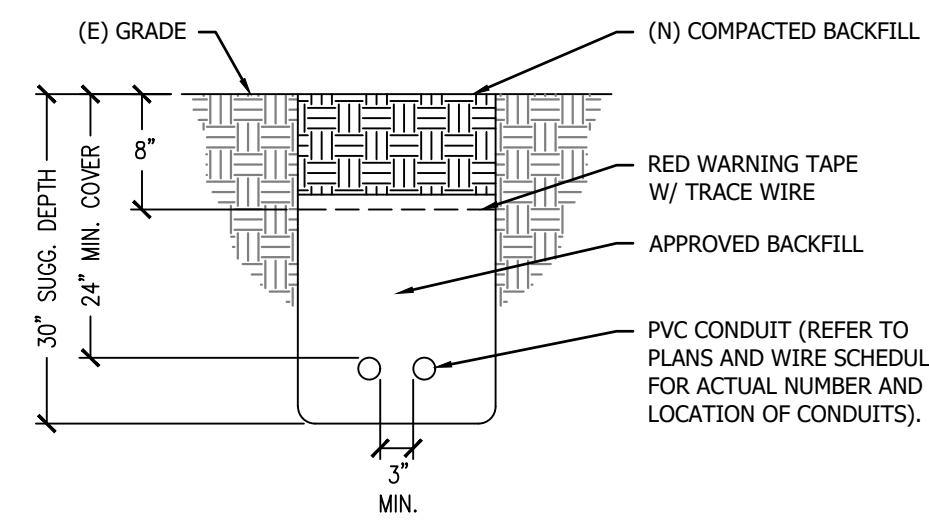 (E) GRADE
(N) COMPACTED BACKFILL
8"
30" SUGG. DEPTH
24" MIN. COVER
RED WARNING TAPE
W/ TRACE WIRE
APPROVED BACKFILL
PVC CONDUIT (REFER TO
PLANS AND WIRE SCHEDUL
FOR ACTUAL NUMBER AND
LOCATION OF CONDUITS).
3"
MIN.